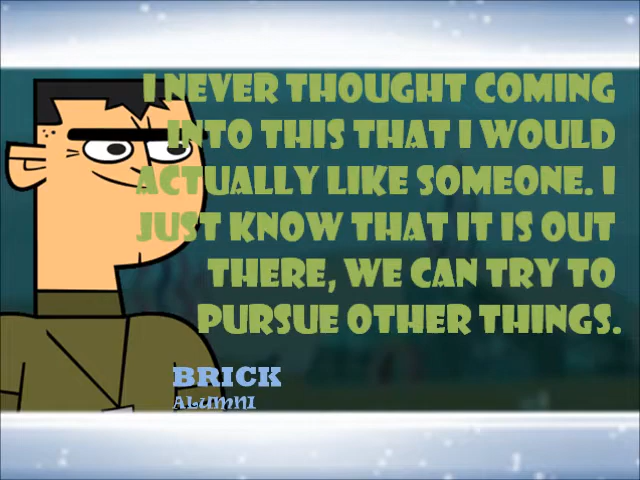 I NEVER THOUGHT COMING
INTO THIS THAT I WOULD
ACTUALLY LIKE SOMEONE. I
JUST KNOW THAT IT IS OUT
THERE, WE CAN TRY TO
PURSUE OTHER THINGS.
BRICK
ALUMNI